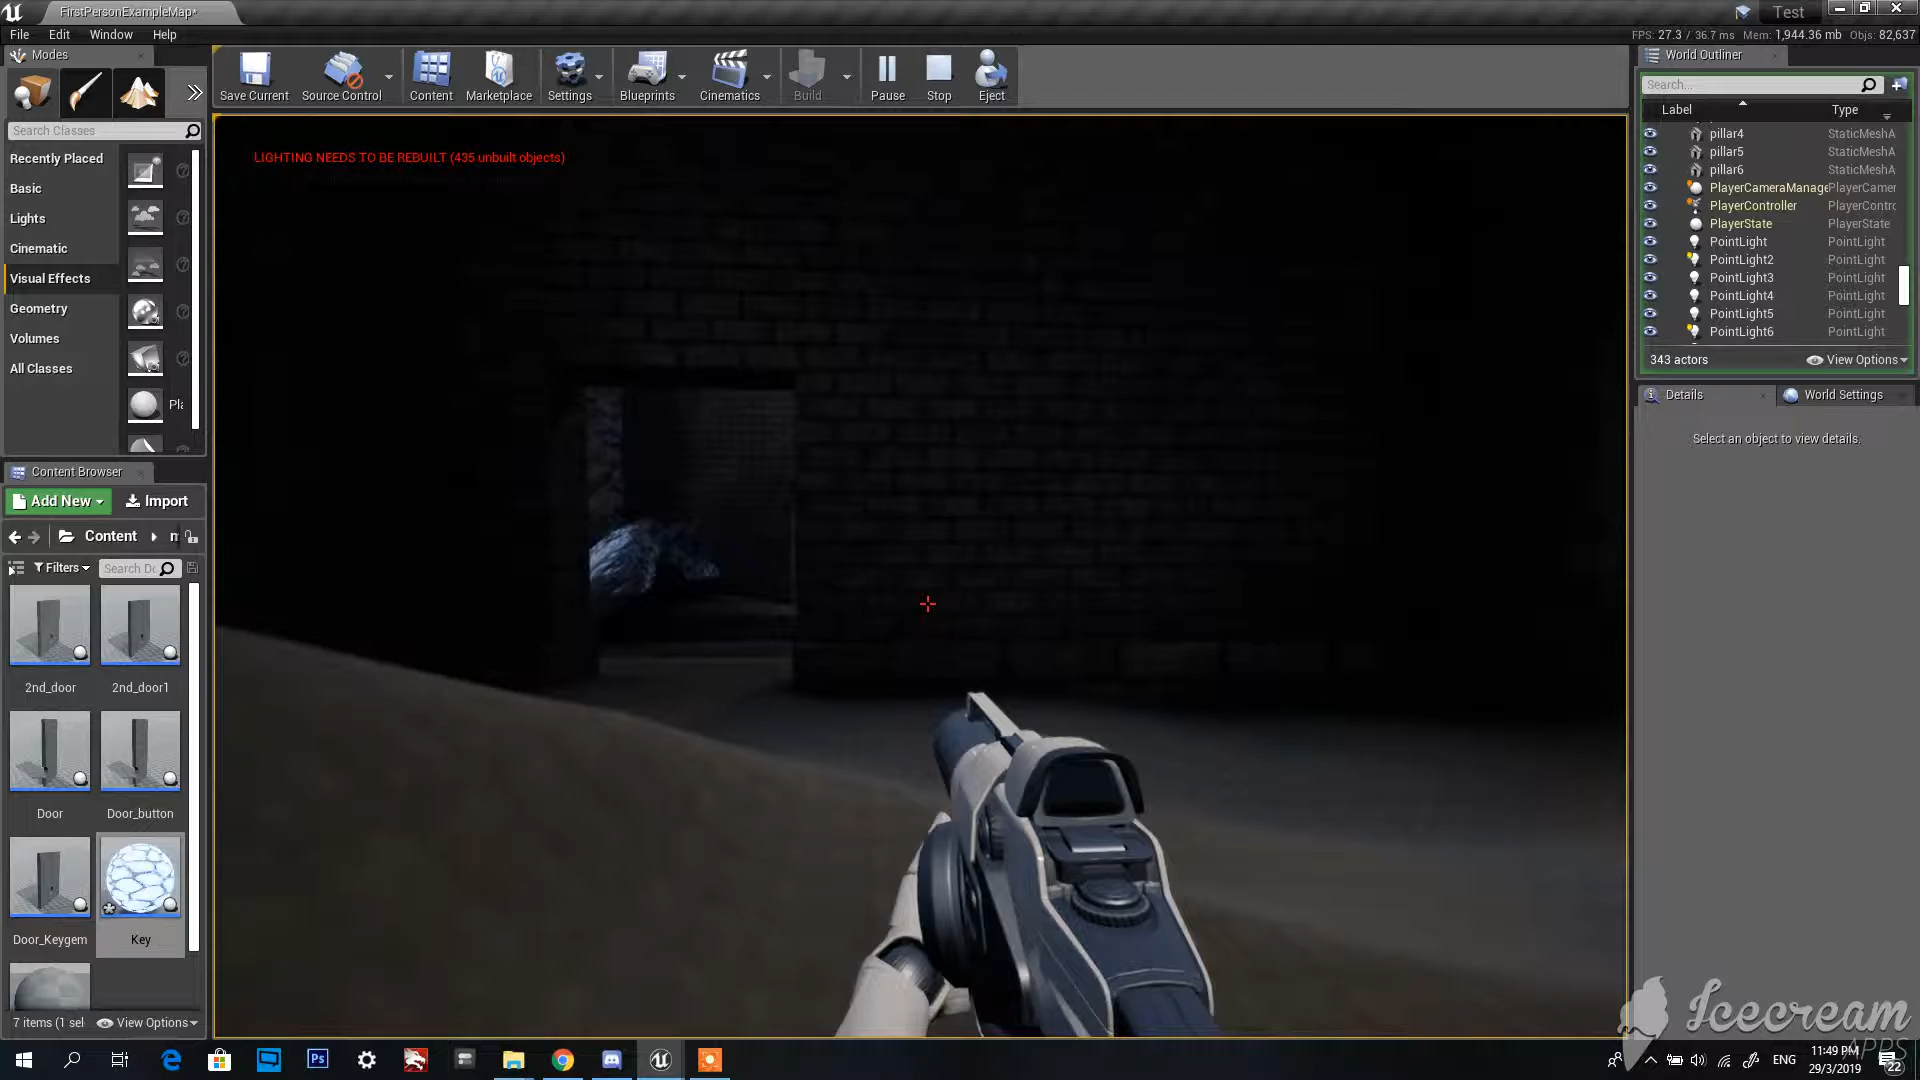 FirstPersonExampleMap*
Test
File Edit Window Help
FPS: 27.3 / 36.7 ms Mem: 1,944.36 mb Objs: 82,637
Modes
Save Current
Source Control
Content
Marketplace
Settings
Blueprints
Cinematics
Build
Pause
Stop
Eject
World Outliner
Search...
Label Type
Search Classes
Recently Placed
Basic
Lights
Cinematic
Visual Effects
Geometry
Volumes
All Classes
Pla
LIGHTING NEEDS TO BE REBUILT (435 unbuilt objects)
pillar4 StaticMeshA
pillar5 StaticMeshA
pillar6 StaticMeshA
PlayerCameraManage PlayerCamer
PlayerController PlayerContro
PlayerState PlayerState
PointLight PointLight
PointLight2 PointLight
PointLight3 PointLight
PointLight4 PointLight
PointLight5 PointLight
PointLight6 PointLight
343 actors View Options
Details
World Settings
Select an object to view details.
Content Browser
Add New Import
Content
Filters
2nd_door 2nd_door1
Door Door_button
Door_Keygem Key
7 items (1 sel View Options
Icecream
APPS
Ps
ENG
11:49 PM
29/3/2019
22